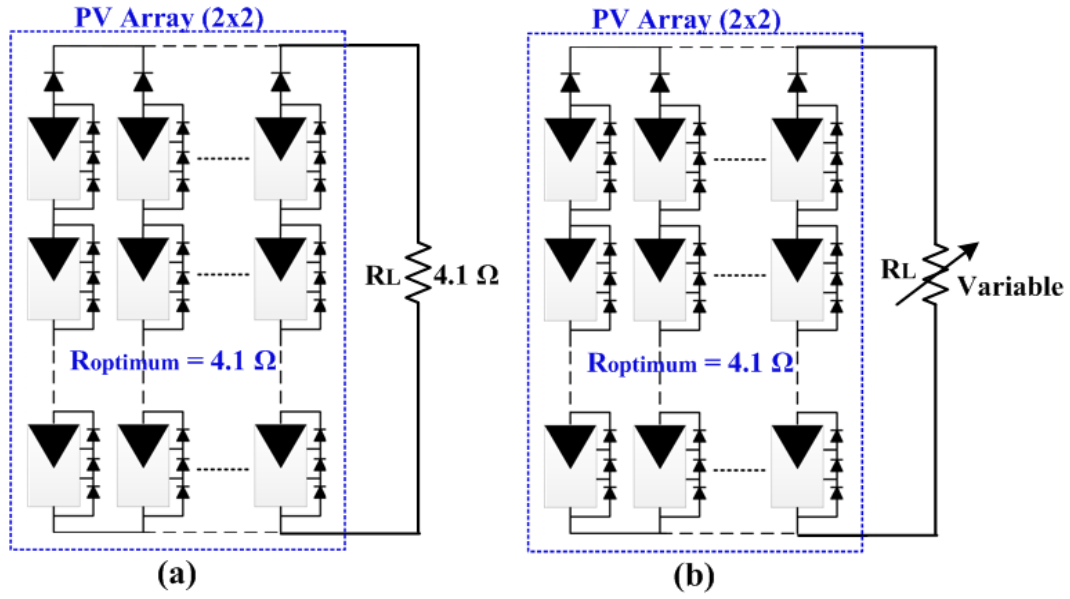 PV Array (2x2)
RL 4.1 Ω
Roptimum = 4.1 Ω
(a)
PV Array (2x2)
RL
Variable
Roptimum = 4.1 Ω
(b)